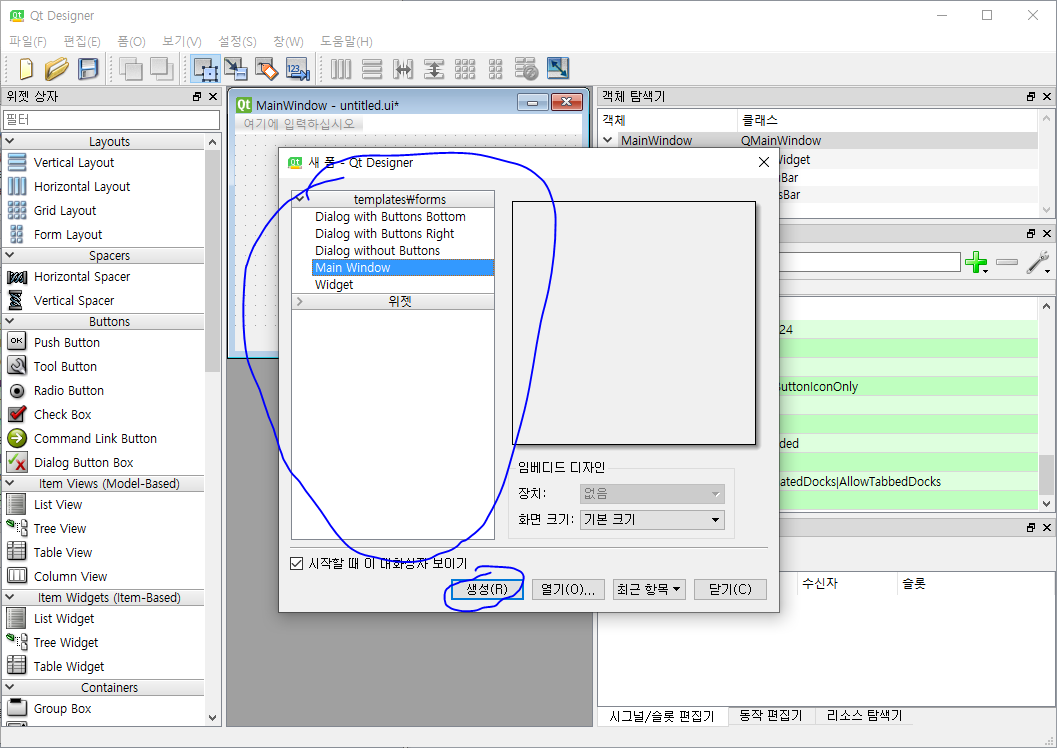 Qt Designer
파일(F) 편집(E) 폼(O) 보기(V) 설정(S) 창(W) 도움말(H)
위젯 상자
필터
Layouts
Vertical Layout
Horizontal Layout
Grid Layout
Form Layout
Spacers
Horizontal Spacer
Vertical Spacer
Buttons
OK Push Button
Tool Button
Radio Button
Check Box
Command Link Button
Dialog Button Box
Item Views (Model-Based)
List View
Tree View
Table View
Column View
Item Widgets (Item-Based)
List Widget
Tree Widget
Table Widget
Containers
Group Box
Qt MainWindow - untitled.ui*
여기에 입력하십시오
새 폼 - Qt Designer
templates₩forms
Dialog with Buttons Bottom
Dialog with Buttons Right
Dialog without Buttons
Main Window
Widget
위젯
임베디드 디자인
장치: 없음
화면 크기: 기본 크기
시작할 때 이 대화상자 보이기
생성(R) 열기(O)... 최근 항목 닫기(C)
객체 탐색기
객체 클래스
MainWindow QMainWindow
Widget
Bar
sBar
24
ButtonIconOnly
ded
atedDocks|AllowTabbedDocks
수신자 슬롯
시그널/슬롯 편집기 동작 편집기 리소스 탐색기